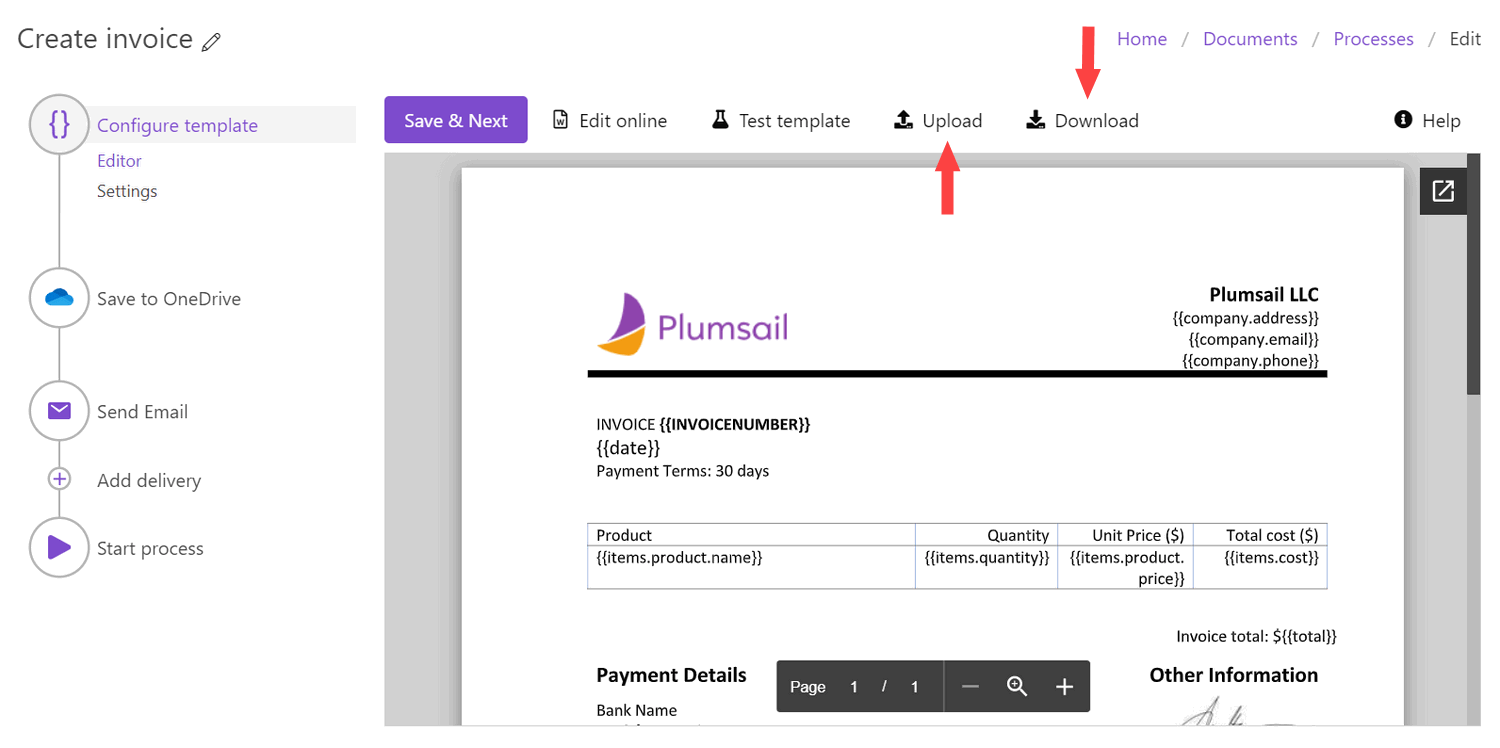 Create invoice
Home / Documents / Processes / Edit
{} Configure template
Editor
Settings
Save to OneDrive
Send Email
Add delivery
Start process
Save & Next
Edit online
Test template
Upload
Download
Help
Plumsail
Plumsail LLC
{{company.address}}
{{company.email}}
{{company.phone}}
INVOICE {{INVOICENUMBER}}
{{date}}
Payment Terms: 30 days
Product Quantity Unit Price ($) Total cost ($)
{{items.product.name}} {{items.quantity}} {{items.product. {{items.cost}}
price}}
Invoice total: ${{total}}
Payment Details
Other Information
Page 1 / 1
Bank Name